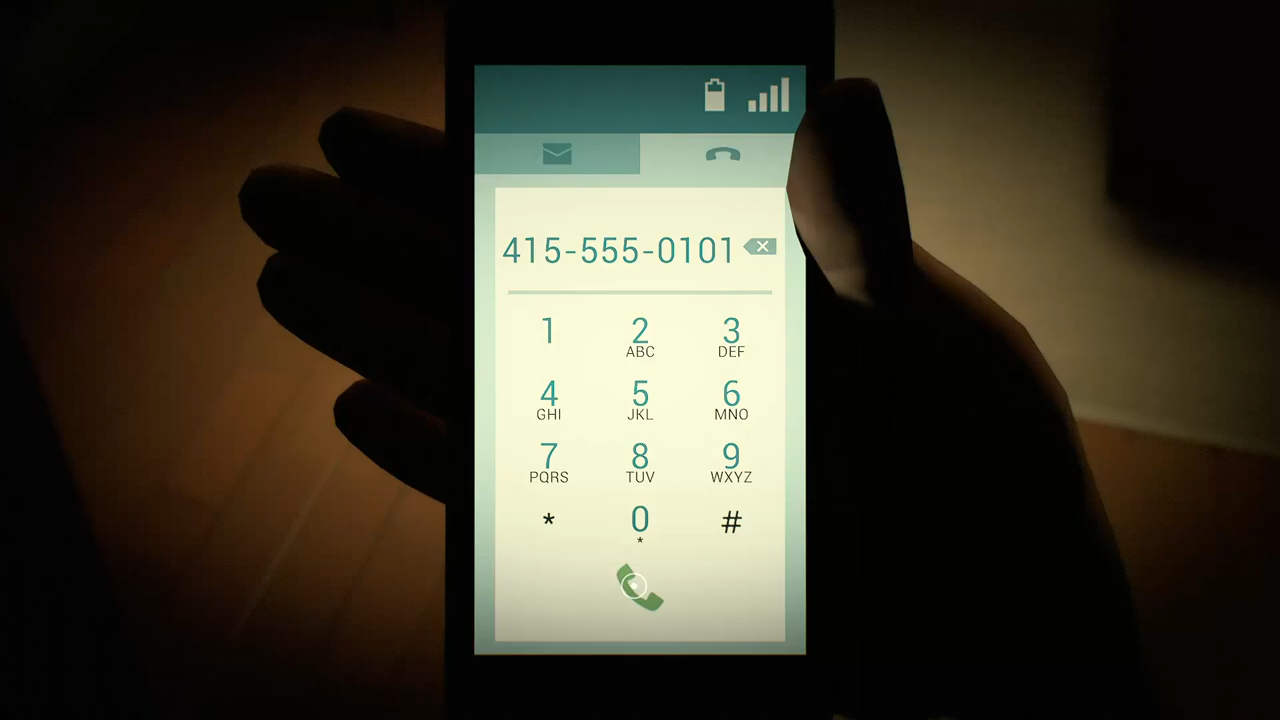 415-555-0101
1 2 3
ABC DEF
4 5 6
GHI JKL MNO
7 8 9
PQRS TUV WXYZ
* 0 #
*